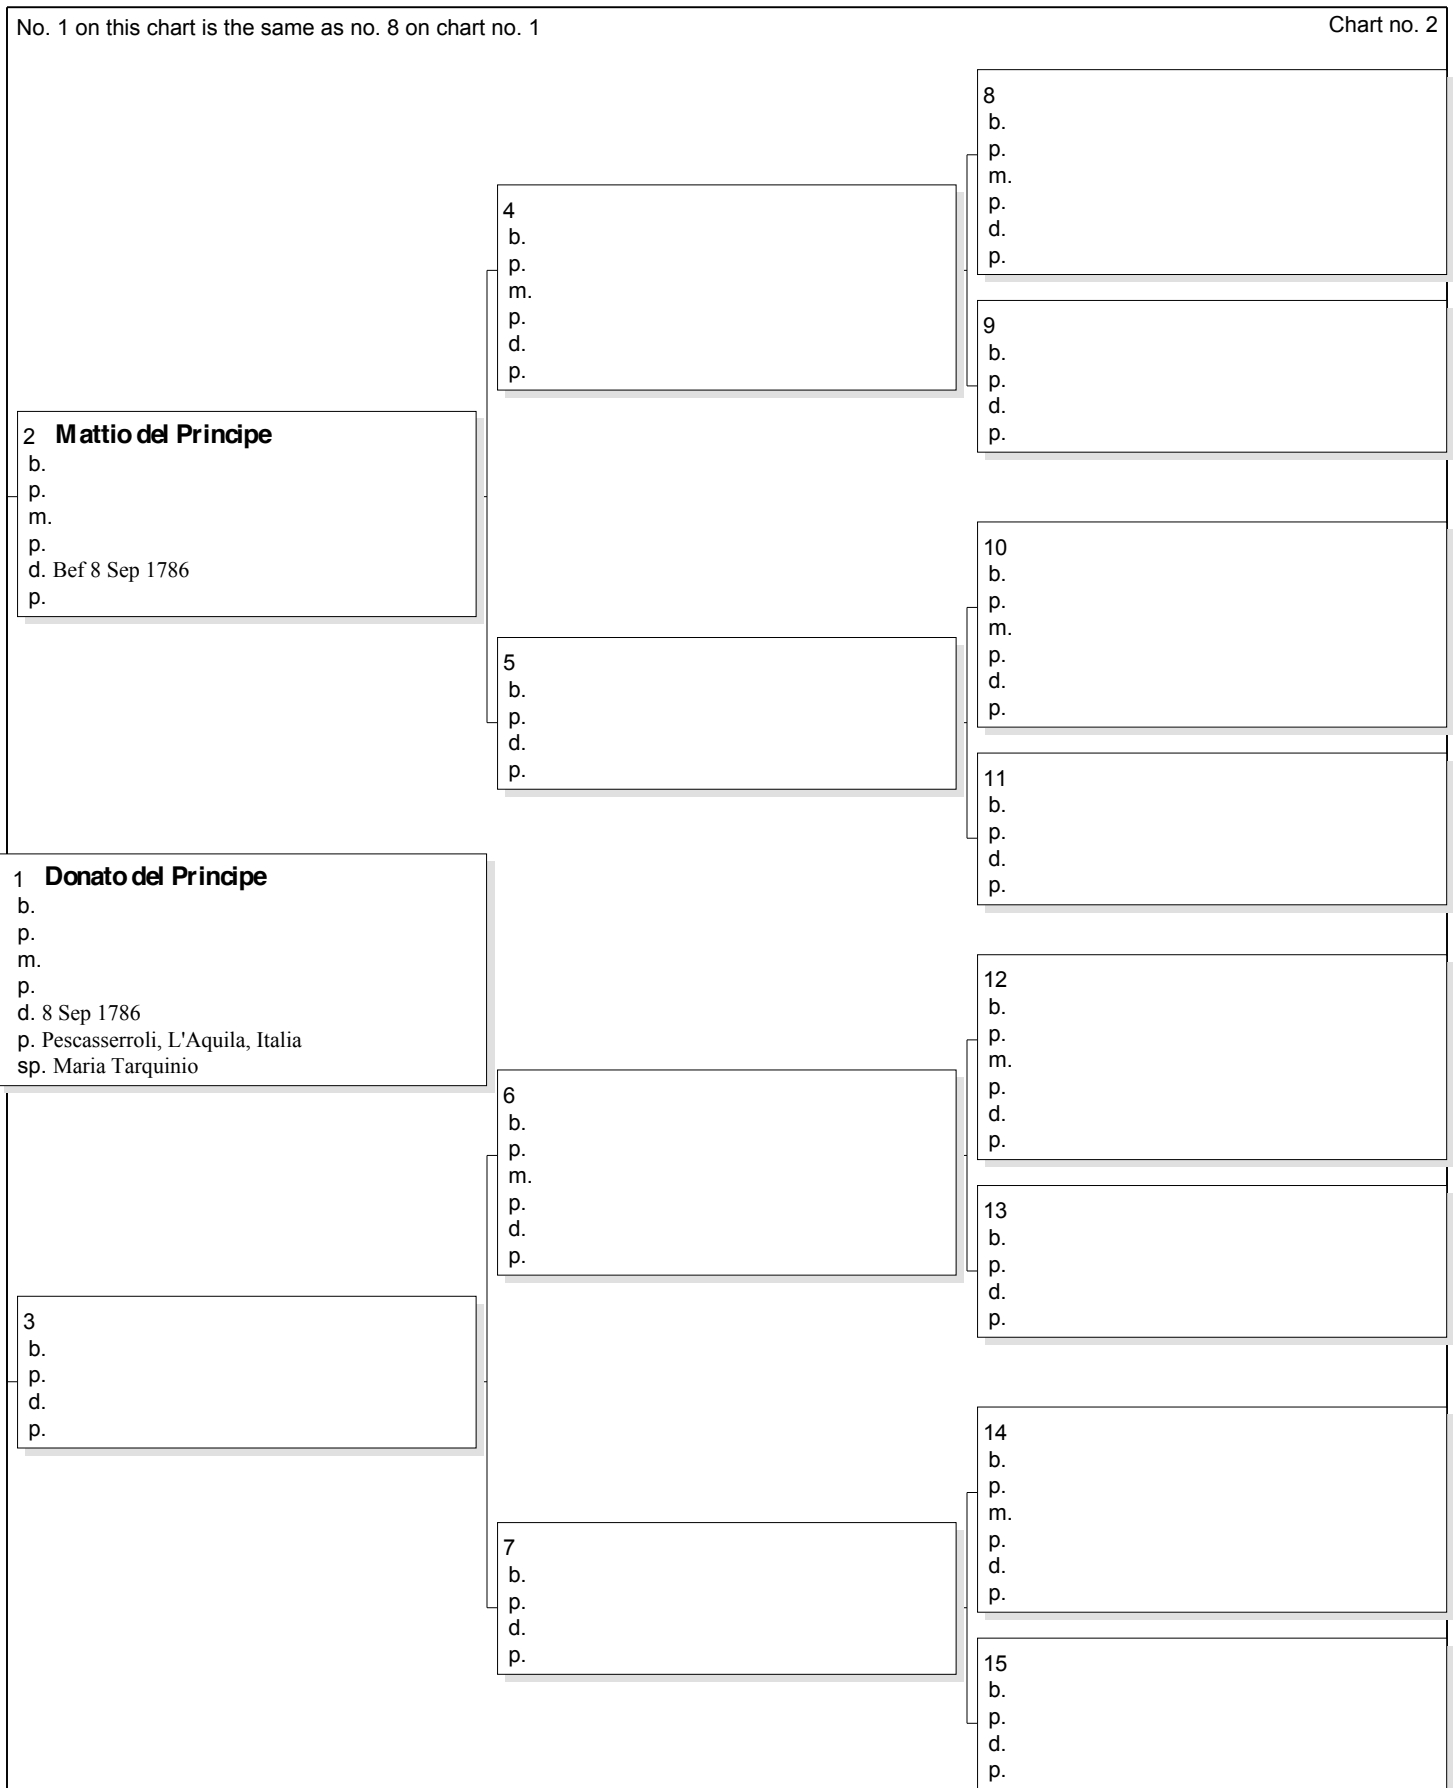 No. 1 on this chart is the same as no. 8 on chart no. 1
Chart no. 2
2 Mattio del Principe
b.
p.
m.
p.
d. Bef 8 Sep 1786
p.
1 Donato del Principe
b.
p.
m.
p.
d. 8 Sep 1786
p. Pescasserroli, L'Aquila, Italia
sp. Maria Tarquinio
3
b.
p.
d.
p.
4
b.
p.
m.
p.
d.
p.
5
b.
p.
d.
p.
6
b.
p.
m.
p.
d.
p.
7
b.
p.
d.
p.
8
b.
p.
m.
p.
d.
p.
9
b.
p.
d.
p.
10
b.
p.
m.
p.
d.
p.
11
b.
p.
d.
p.
12
b.
p.
m.
p.
d.
p.
13
b.
p.
d.
p.
14
b.
p.
m.
p.
d.
p.
15
b.
p.
d.
p.